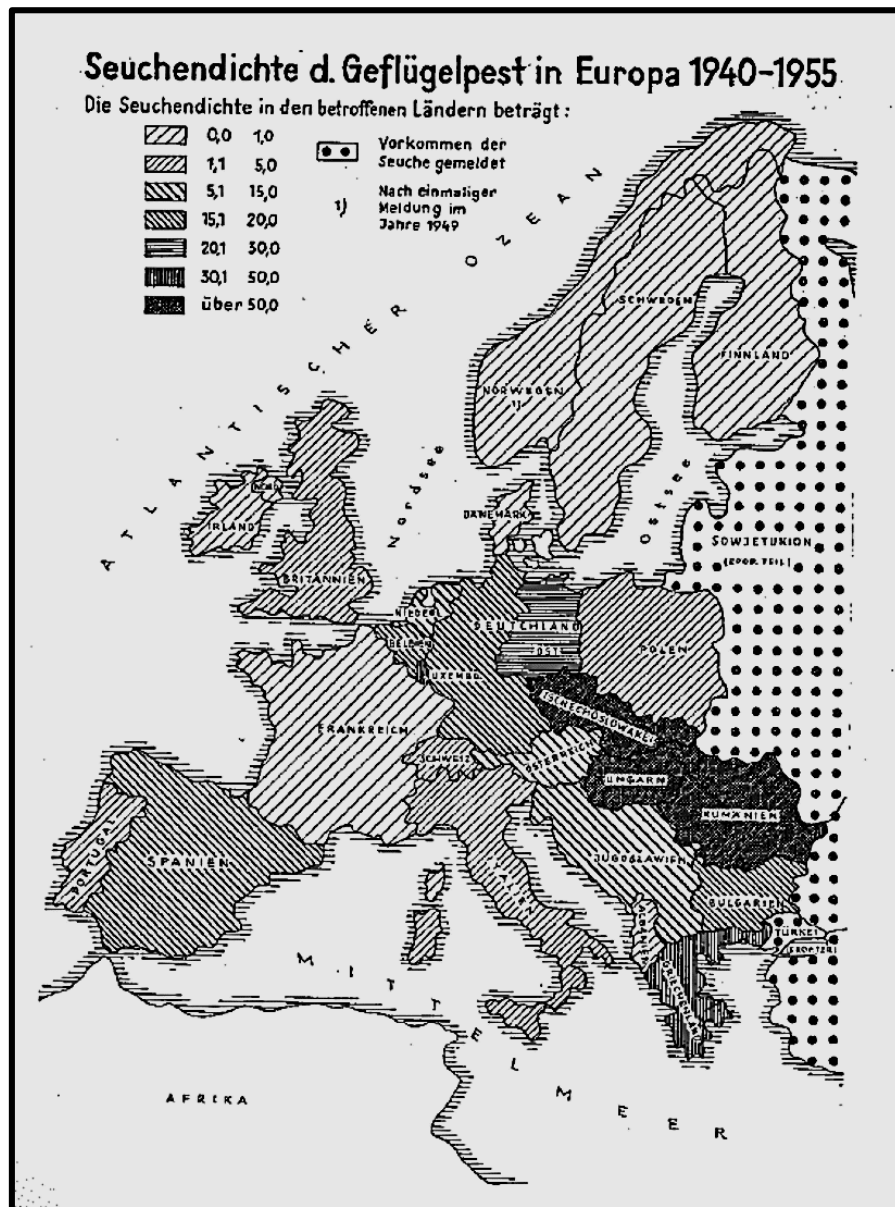 Seuchendichte d. Geflügelpest in Europa 1940-1955
Die Seuchendichte in den betroffenen Ländern beträgt:
0,0 1,0
1,1 5,0
5,1 15,0
15,1 20,0
20,1 30,0
30,1 50,0
über 50,0
Vorkommen der
Seuche gemeldet
1) Nach einmaliger
Meldung im
Jahre 1949
ATLANTISCHER OZEAN
SCHWEDEN
FINNLAND
NORWEGEN
1)
Nordsee
Ostsee
DÄNEMARK
IRLAND
BRITANNIEN
SOWJETUNION
NIEDERL.
DEUTCHLAND
OST
POLEN
BELGIEN
LUXEMBG.
TSCHECHOSLOWAKEI
FRANKREICH
SCHWEIZ
ÖSTERREICH
UNGARN
RUMÄNIEN
PORTUGAL
SPANIEN
ITALIEN
JUGOSLAWIEN
BULGARIEN
ALBANIEN
TÜRKEI
GRIECHENLAND
MITTELMEER
AFRIKA